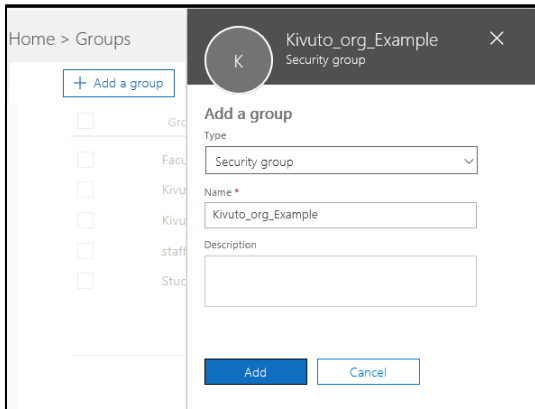 Home > Groups
+ Add a group
K
Kivuto_org_Example
Security group
Add a group
Type
Security group
Name *
Kivuto_org_Example
Description
staff
Add
Cancel